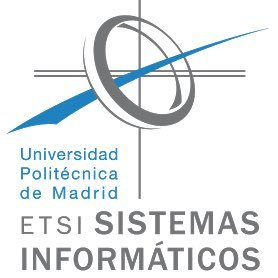 Universidad
Politécnica
de Madrid
ETSI SISTEMAS
INFORMÁTICOS